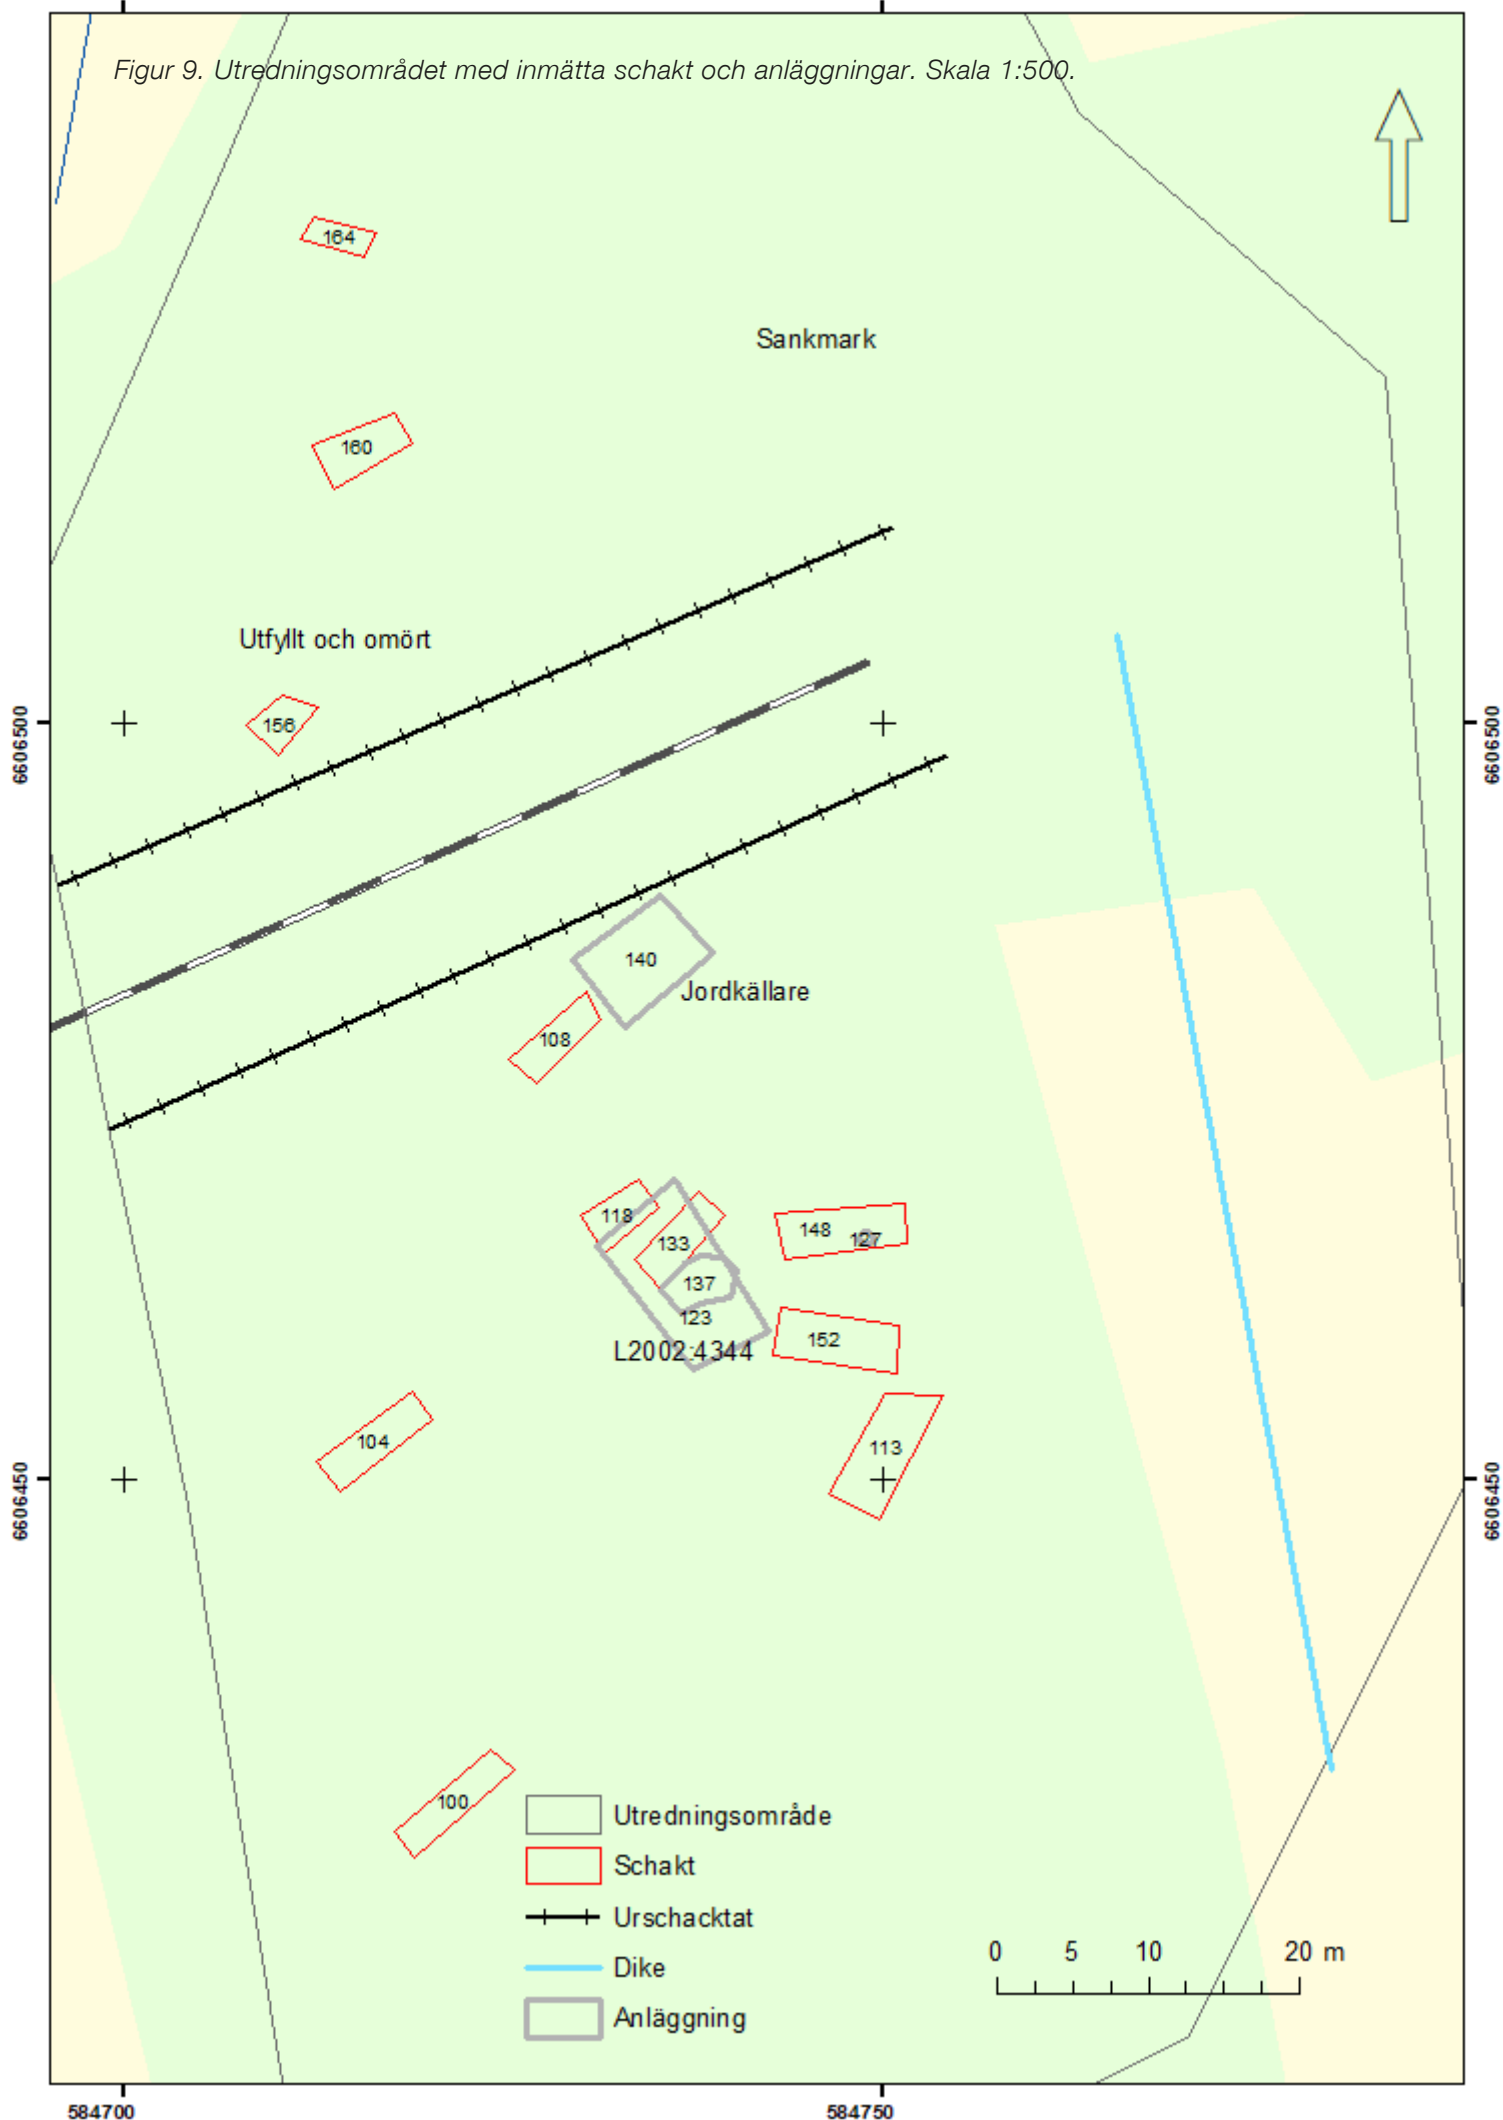 Figur 9. Utredningsområdet med inmätta schakt och anläggningar. Skala 1:500.
164
Sankmark
160
Utfyllt och omört
156
6606500
6606500
140
Jordkällare
108
118
133
148
127
137
123
152
L2002:4344
104
113
6606450
6606450
100
Utredningsområde
Schakt
Urschacktat
Dike
Anläggning
0 5 10 20 m
584700
584750